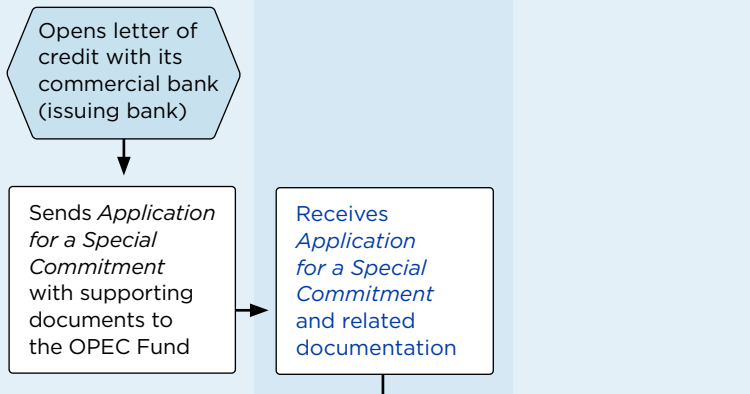 Opens letter of
credit with its
commercial bank
(issuing bank)
Sends Application
for a Special
Commitment
with supporting
documents to
the OPEC Fund
Receives
Application
for a Special
Commitment
and related
documentation